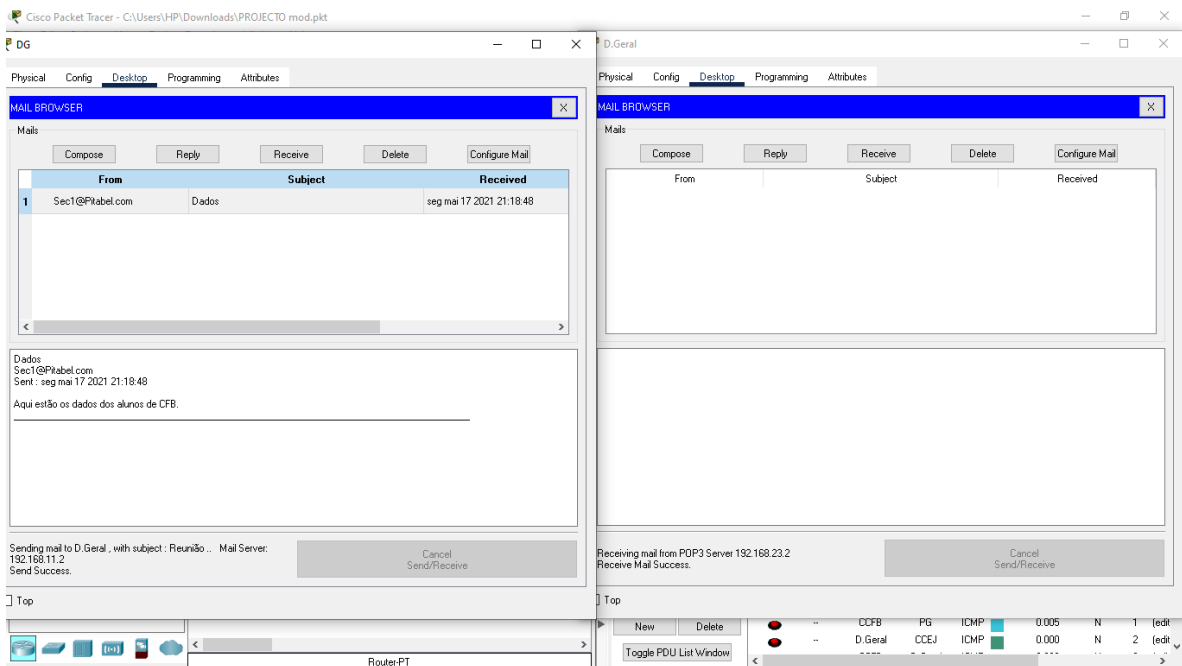 Cisco Packet Tracer - C:\Users\HP\Downloads\PROJECTO mod.pkt
DG
Physical Config Desktop Programming Attributes
MAIL BROWSER X
Mails
Compose Reply Receive Delete Configure Mail
From Subject Received
1 Sec1@Pitabel.com Dados seg mai 17 2021 21:18:48
Dados
Sec1@Pitabel.com
Sent : seg mai 17 2021 21:18:48
Aqui estão os dados dos alunos de CFB.
Sending mail to D.Geral , with subject : Reunião .. Mail Server:
192.168.11.2
Send Success.
Cancel
Send/Receive
Top
D.Geral
Physical Config Desktop Programming Attributes
MAIL BROWSER X
Mails
Compose Reply Receive Delete Configure Mail
From Subject Received
Receiving mail from POP3 Server 192.168.23.2
Receive Mail Success.
Cancel
Send/Receive
Top
Router-PT
New Delete
Toggle PDU List Window
-- CCFB PG ICMP 0.005 N 1 (edit
-- D.Geral CCEJ ICMP 0.000 N 2 (edit